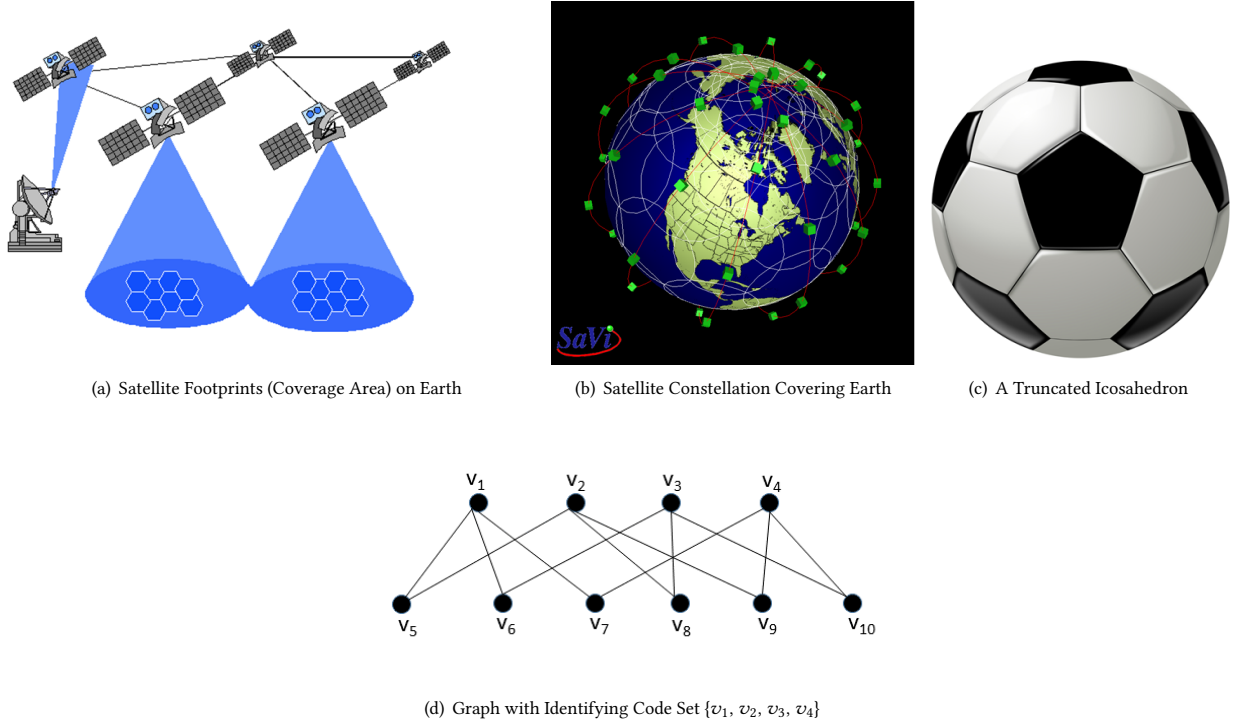 SaVi
(a) Satellite Footprints (Coverage Area) on Earth
(b) Satellite Constellation Covering Earth
(c) A Truncated Icosahedron
v1
v2
v3
v4
v5
v6
v7
v8
v9
v10
(d) Graph with Identifying Code Set {v1, v2, v3, v4}